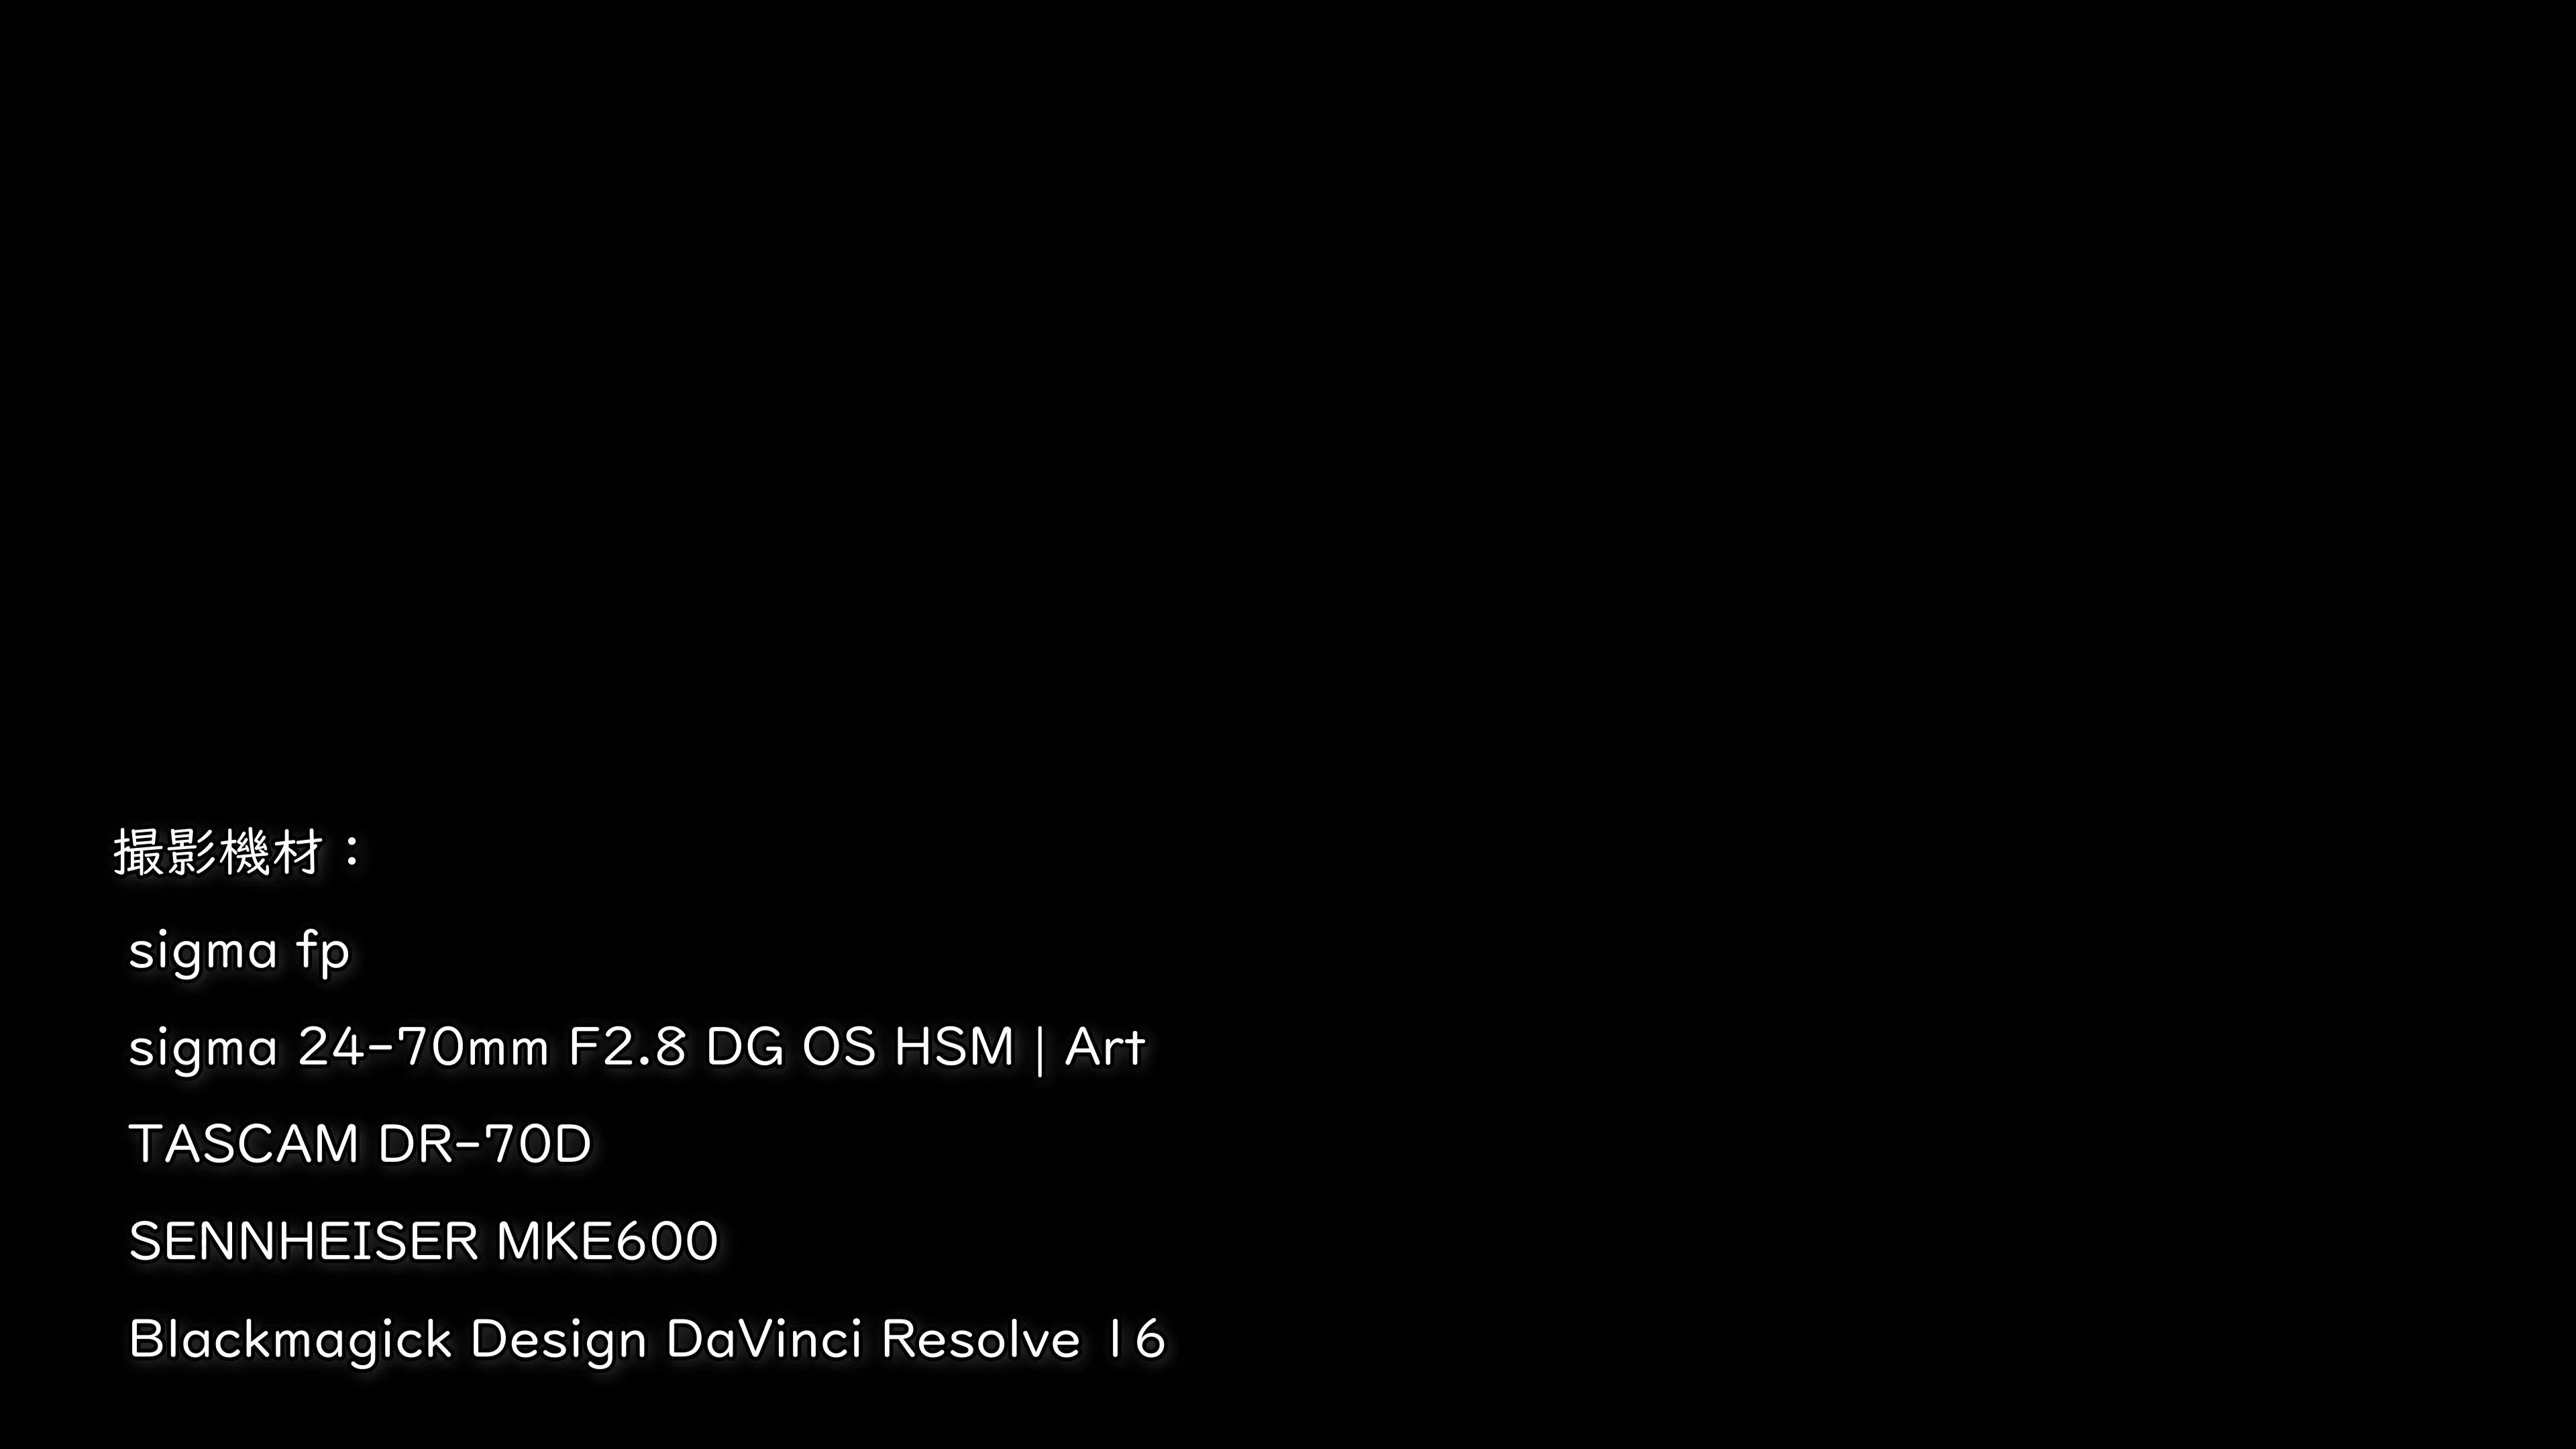 撮影機材：
sigma fp
sigma 24-70mm F2.8 DG OS HSM | Art
TASCAM DR-70D
SENNHEISER MKE600
Blackmagick Design DaVinci Resolve 16